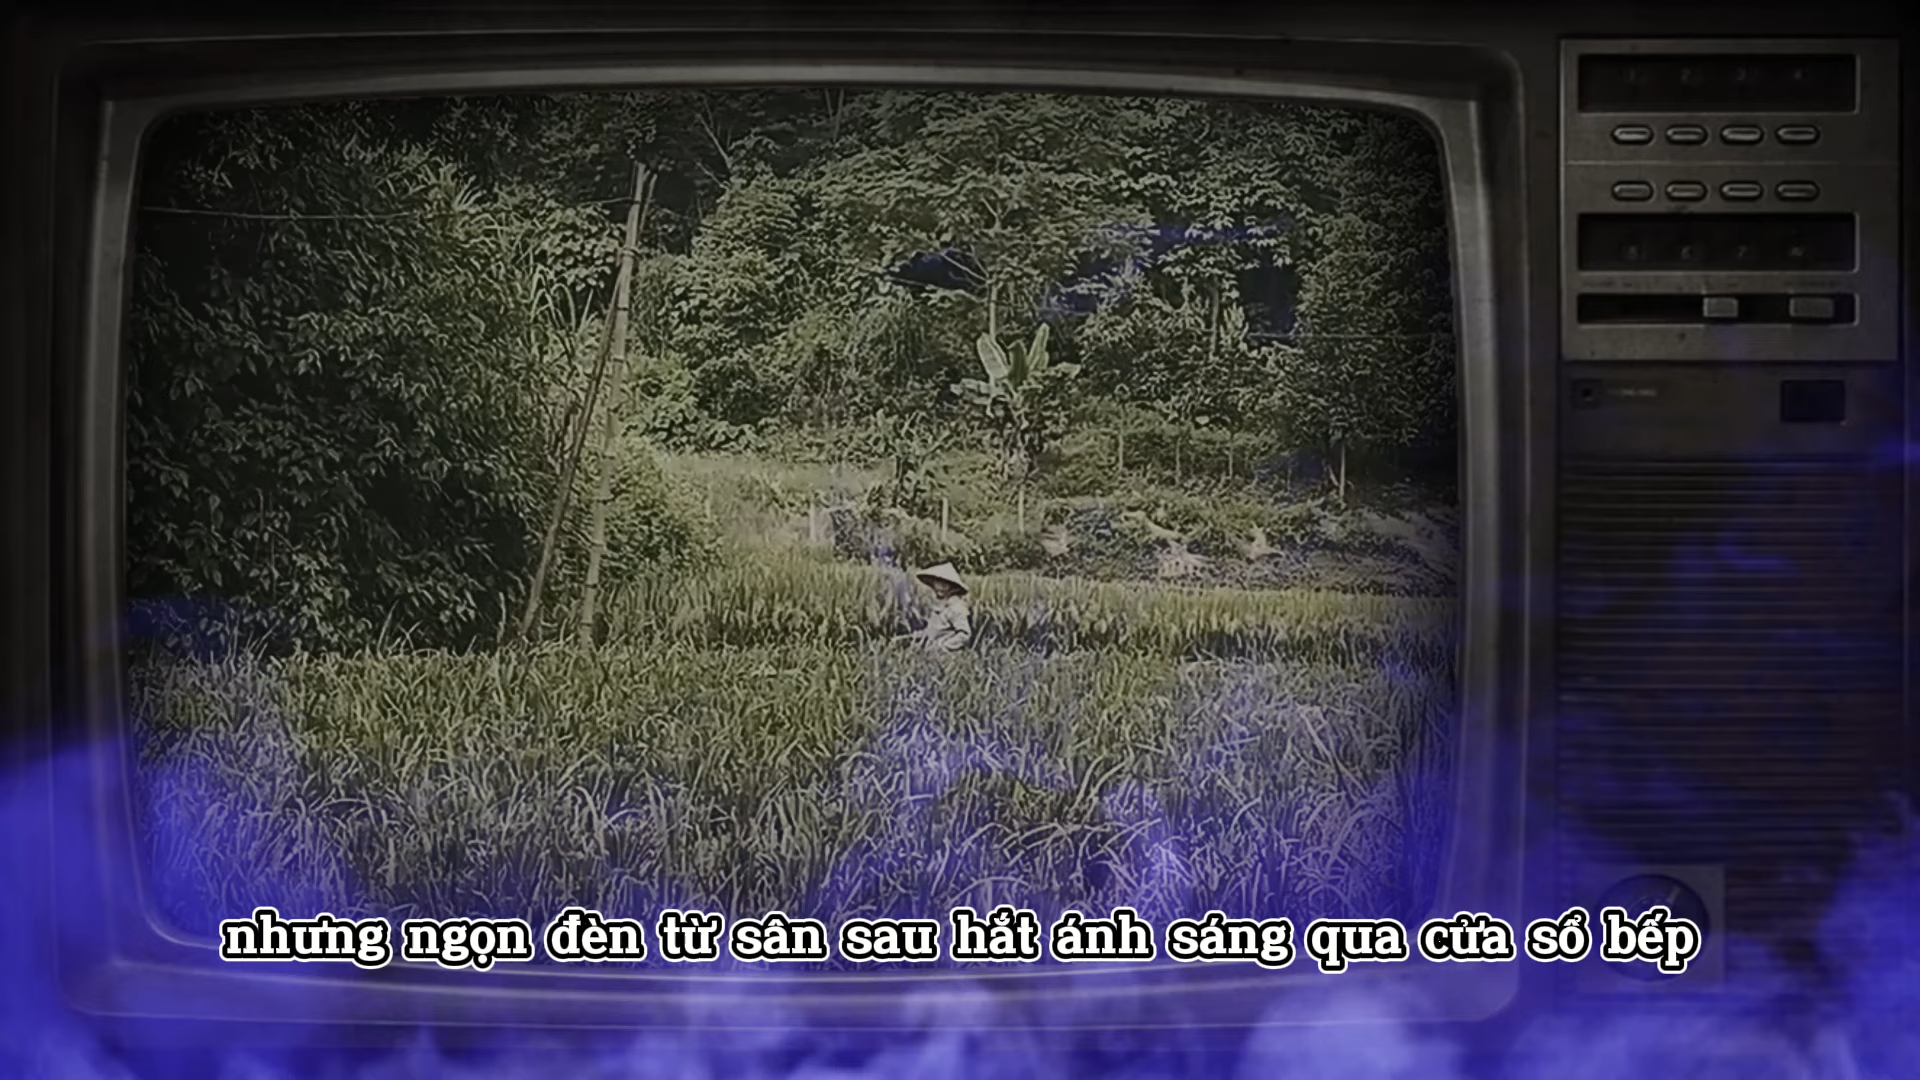 nhưng ngọn đèn từ sân sau hắt ánh sáng qua cửa sổ bếp